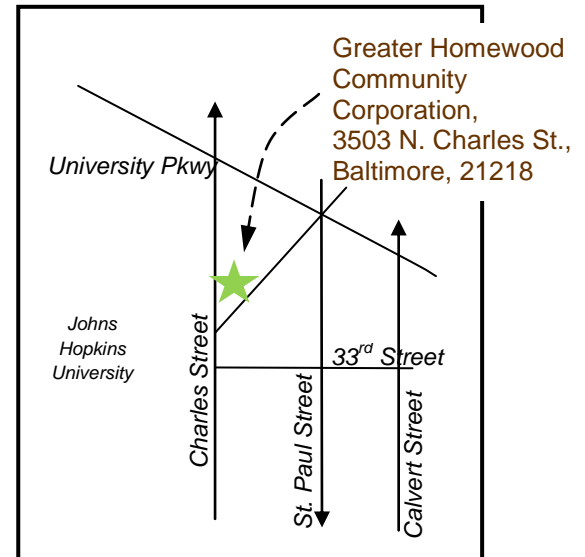 Greater Homewood
Community
Corporation,
3503 N. Charles St.,
Baltimore, 21218
University Pkwy
Johns
Hopkins
University
33rd Street
Charles Street
St. Paul Street
Calvert Street